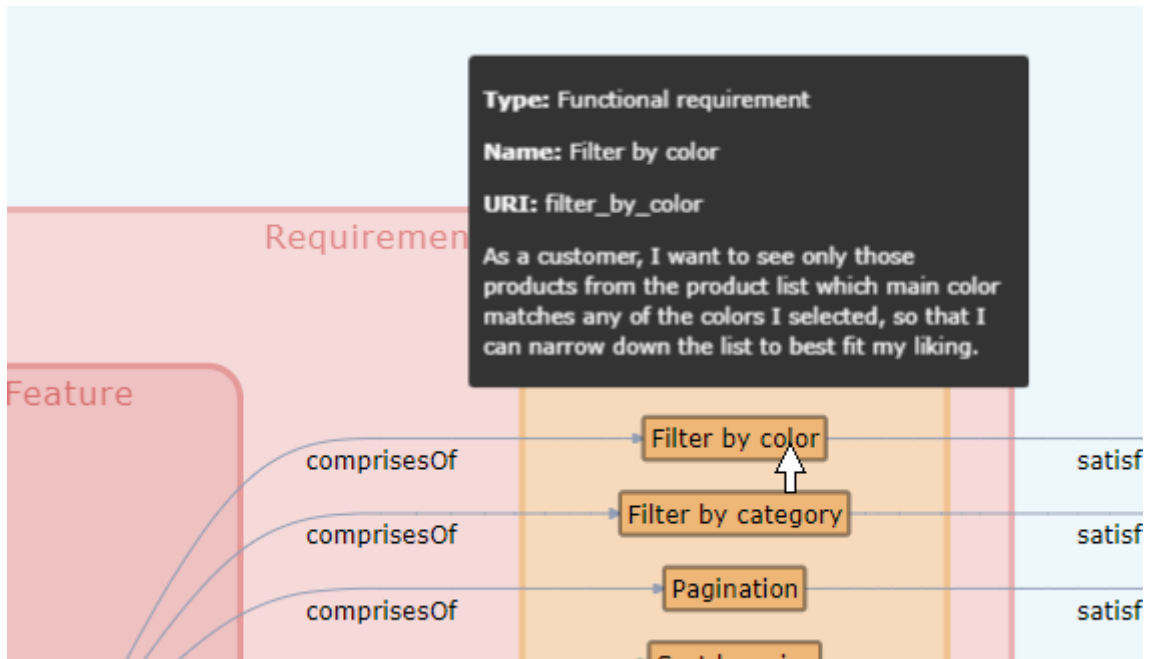 Type: Functional requirement
Name: Filter by color
URI: filter_by_color
As a customer, I want to see only those
products from the product list which main color
matches any of the colors I selected, so that I
can narrow down the list to best fit my liking.
Requiremen
Feature
Filter by color
comprisesOf
satisf
Filter by category
comprisesOf
satisf
Pagination
comprisesOf
satisf